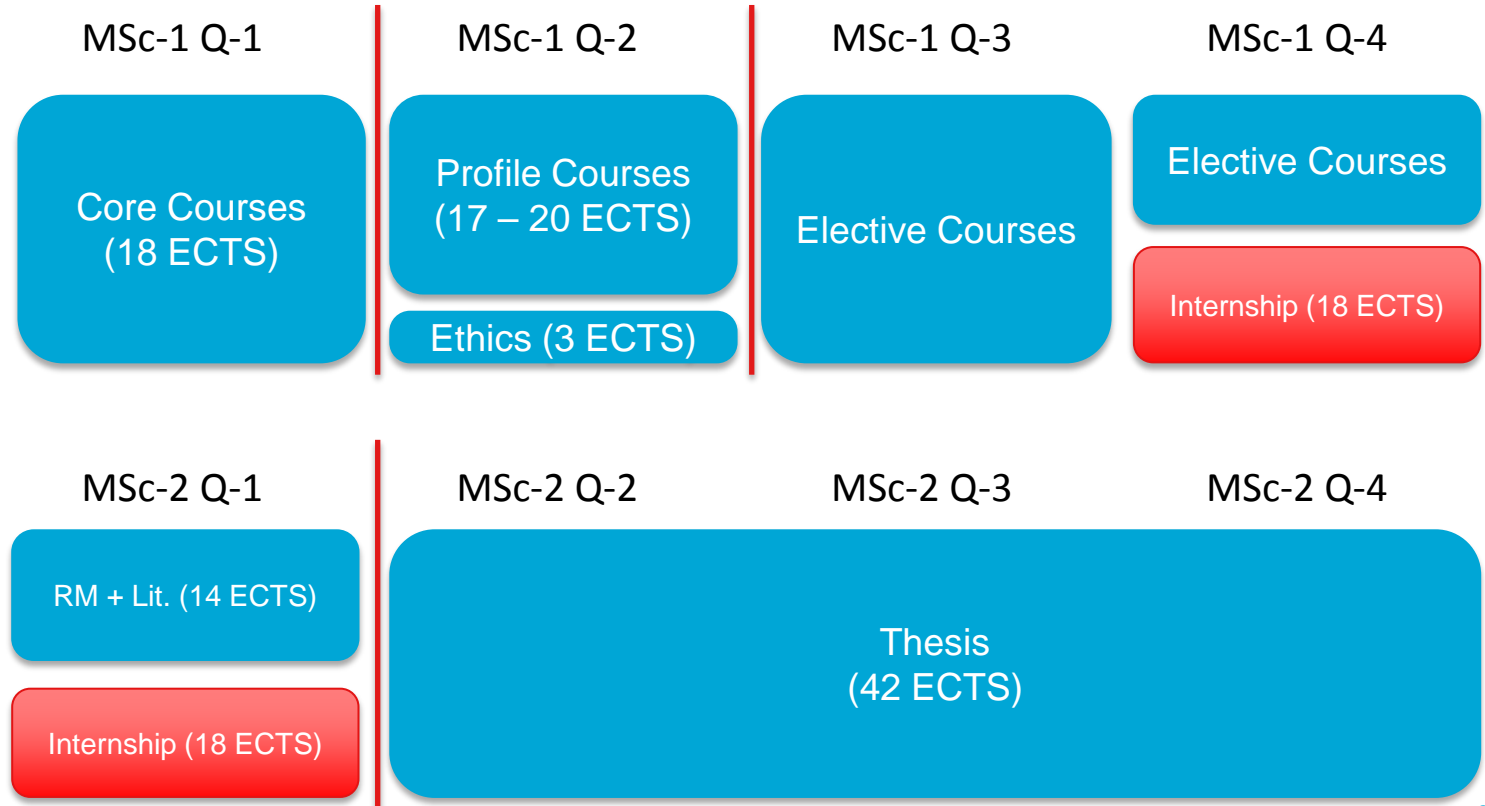 MSc-1 Q-1
MSc-1 Q-2
MSc-1 Q-3
MSc-1 Q-4
Core Courses
(18 ECTS)
Profile Courses
(17 – 20 ECTS)
Ethics (3 ECTS)
Elective Courses
Elective Courses
Internship (18 ECTS)
MSc-2 Q-1
MSc-2 Q-2
MSc-2 Q-3
MSc-2 Q-4
RM + Lit. (14 ECTS)
Internship (18 ECTS)
Thesis
(42 ECTS)